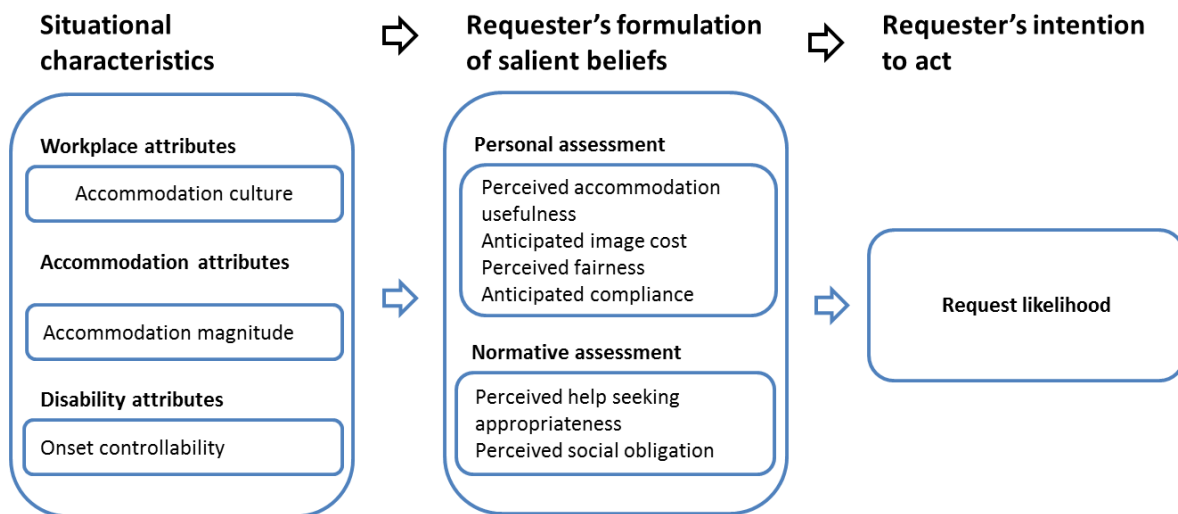 Situational
characteristics
Requester's formulation
of salient beliefs
Requester's intention
to act
Workplace attributes
Accommodation culture
Accommodation attributes
Accommodation magnitude
Disability attributes
Onset controllability
Personal assessment
Perceived accommodation
usefulness
Anticipated image cost
Perceived fairness
Anticipated compliance
Normative assessment
Perceived help seeking
appropriateness
Perceived social obligation
Request likelihood